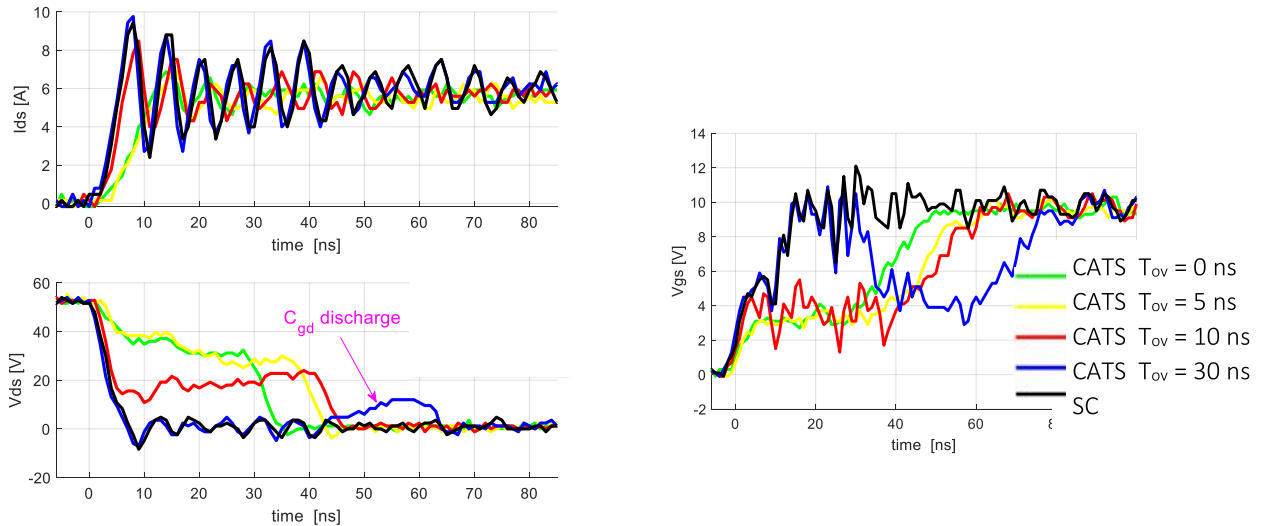 10
8
6
4
2
0
Ids [A]
0 10 20 30 40 50 60 70 80
time [ns]
60
40
20
0
-20
Vds [V]
C_gd discharge
0 10 20 30 40 50 60 70 80
time [ns]
14
12
10
8
6
4
2
0
-2
Vgs [V]
0 20 40 60 8
time [ns]
CATS T_ov = 0 ns
CATS T_ov = 5 ns
CATS T_ov = 10 ns
CATS T_ov = 30 ns
SC